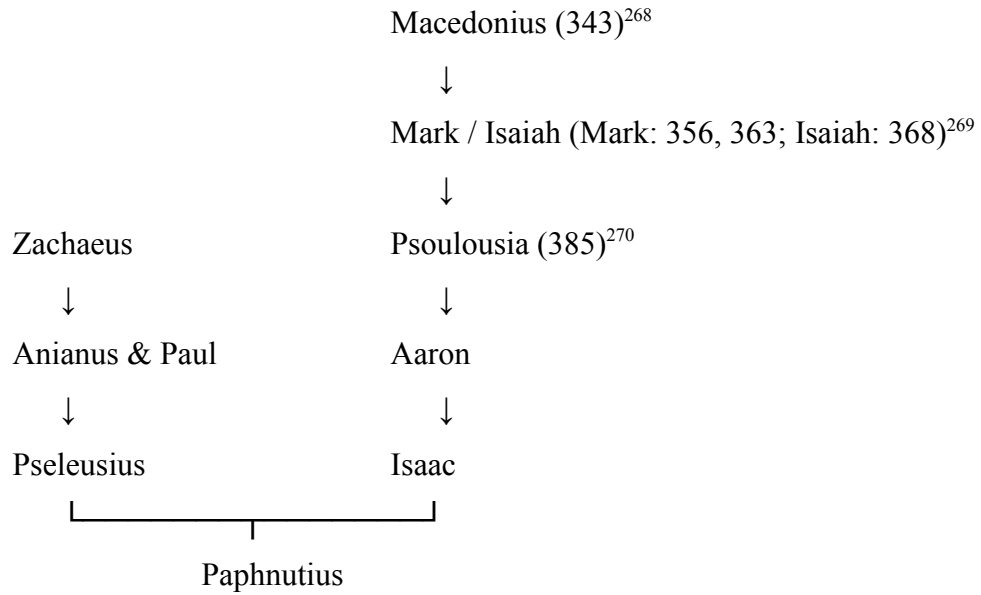 Macedonius (343)268
↓
Mark / Isaiah (Mark: 356, 363; Isaiah: 368)269
↓
Zachaeus Psoulousia (385)270
↓ ↓
Anianus & Paul Aaron
↓ ↓
Pseleusius Isaac
Paphnutius